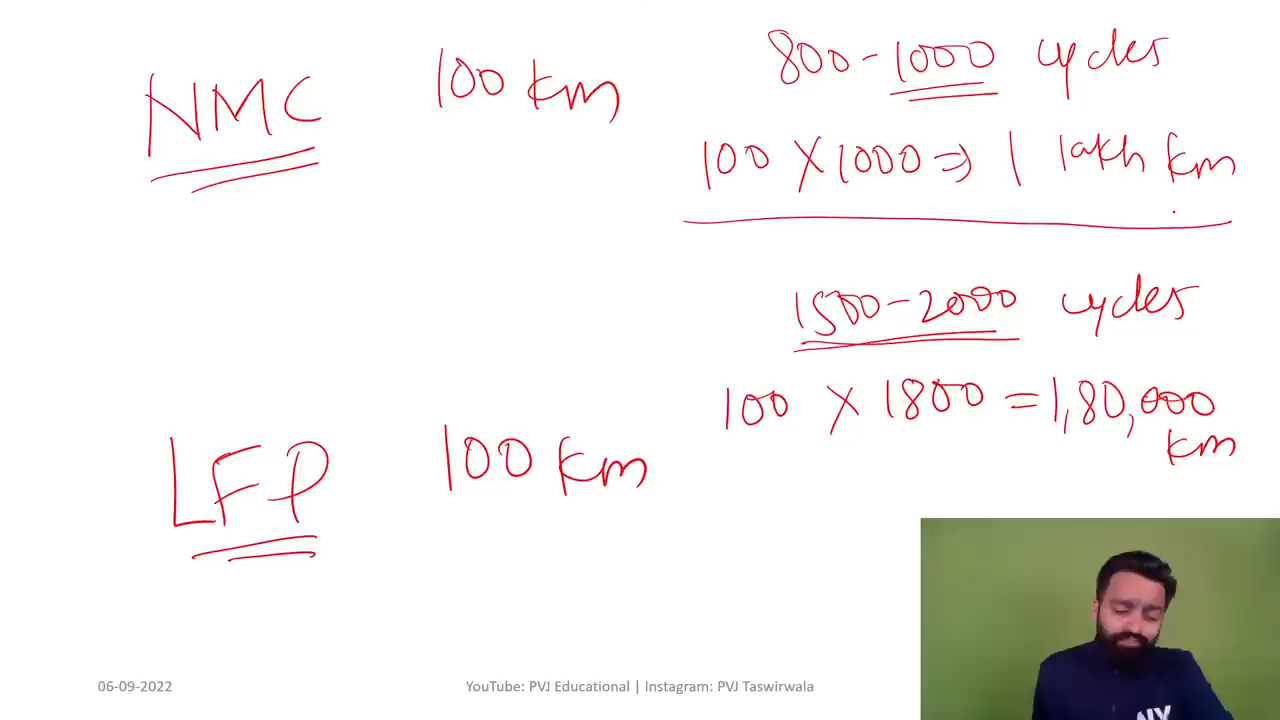 NMC 100 km 800-1000 cycles
100 X 1000 => 1 lakh km
1500-2000 cycles
100 X 1800 = 1,80,000
km
LFP 100 km
06-09-2022 YouTube: PVJ Educational | Instagram: PVJ Taswirwala